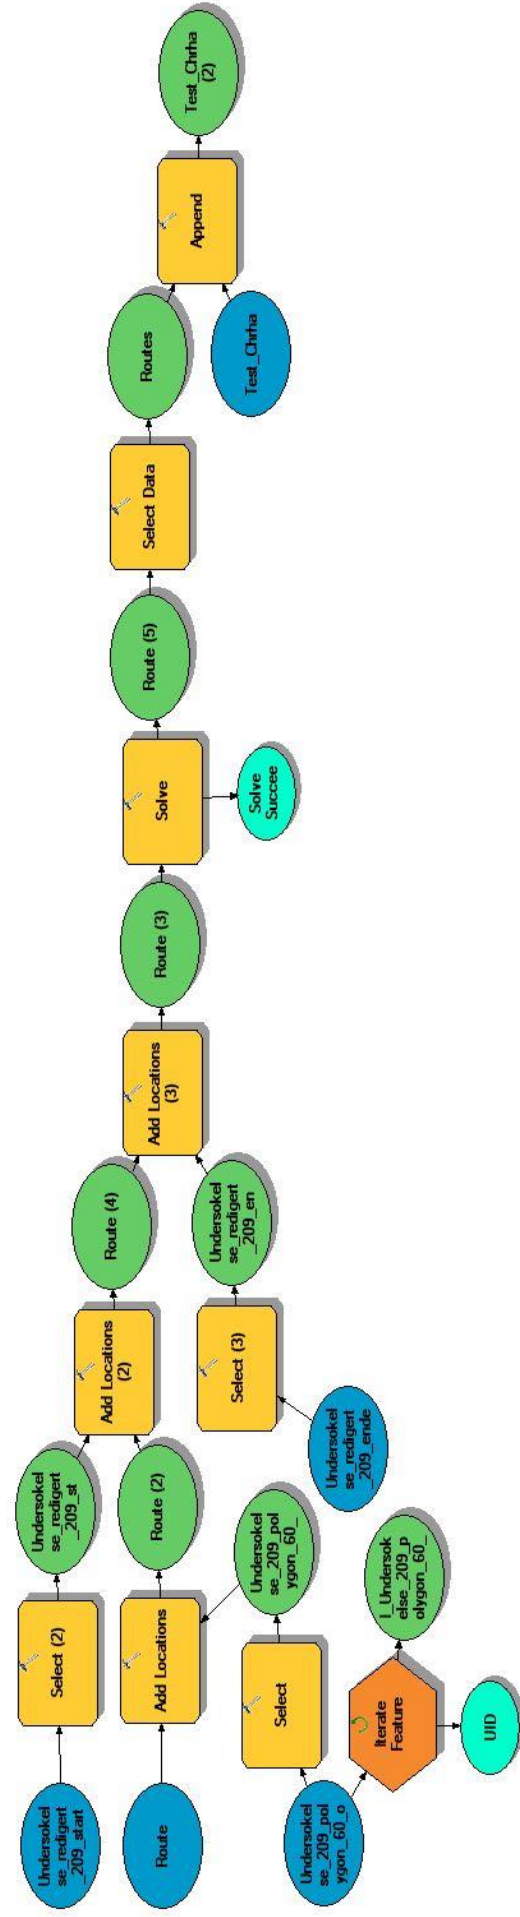 Undersokel
se_redigert
_209_start
Select (2)
Undersokel
se_redigert
_209_st
Route
Add Locations
Route (2)
Add Locations
(2)
Route (4)
Undersokel
se_209_pol
ygon_60_o
Select
Undersokel
se_209_pol
ygon_60_
Iterate
Feature
I_Undersok
else_209_p
olygon_60_
UID
Undersokel
se_redigert
_209_ende
Select (3)
Undersokel
se_redigert
_209_en
Add Locations
(3)
Route (3)
Solve
Solve
Succee
Route (5)
Select Data
Routes
Test_Chrha
Append
Test_Chrha
(2)